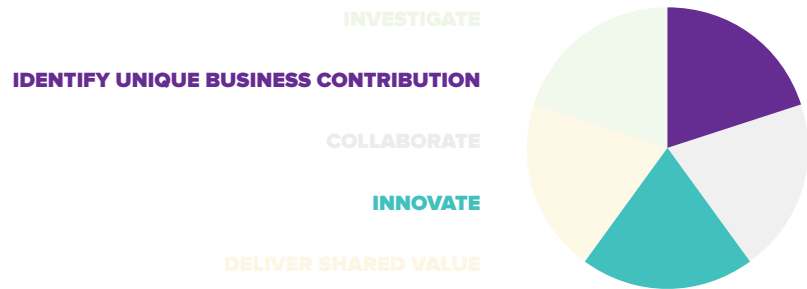 INVESTIGATE
IDENTIFY UNIQUE BUSINESS CONTRIBUTION
COLLABORATE
INNOVATE
DELIVER SHARED VALUE